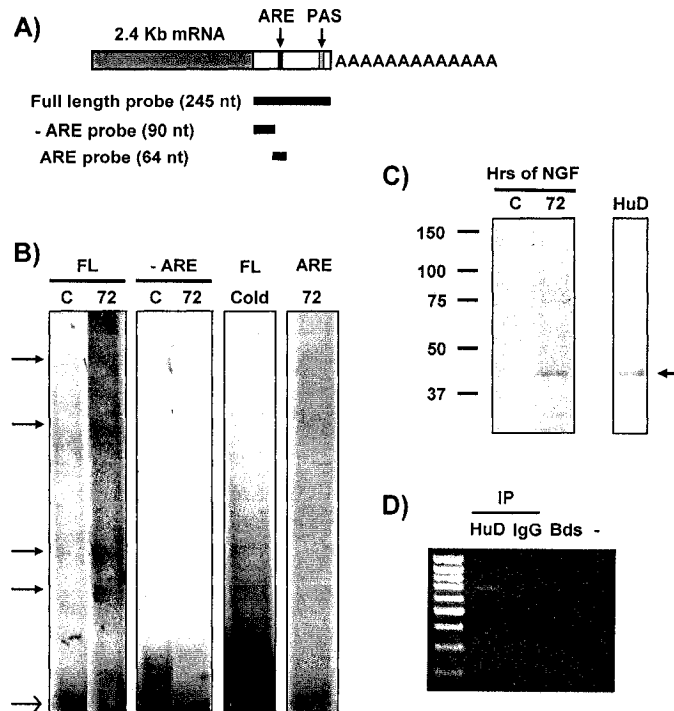 A)
ARE PAS
2.4 Kb mRNA
AAAAAAAAAAAAA
Full length probe (245 nt)
- ARE probe (90 nt)
ARE probe (64 nt)
B)
FL - ARE FL ARE
C 72 C 72 Cold 72
C)
Hrs of NGF
C 72 HuD
150
100
75
50
37
D)
IP
HuD IgG Bds -